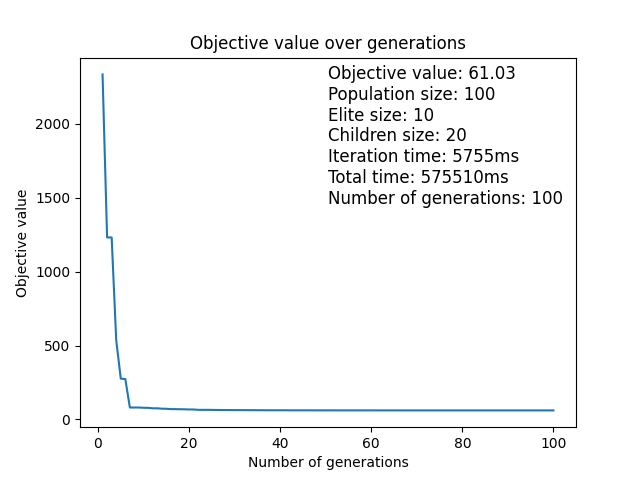 Objective value over generations
Objective value: 61.03
Population size: 100
Elite size: 10
Children size: 20
Iteration time: 5755ms
Total time: 575510ms
Number of generations: 100
Objective value
2000
1500
1000
500
0
0 20 40 60 80 100
Number of generations